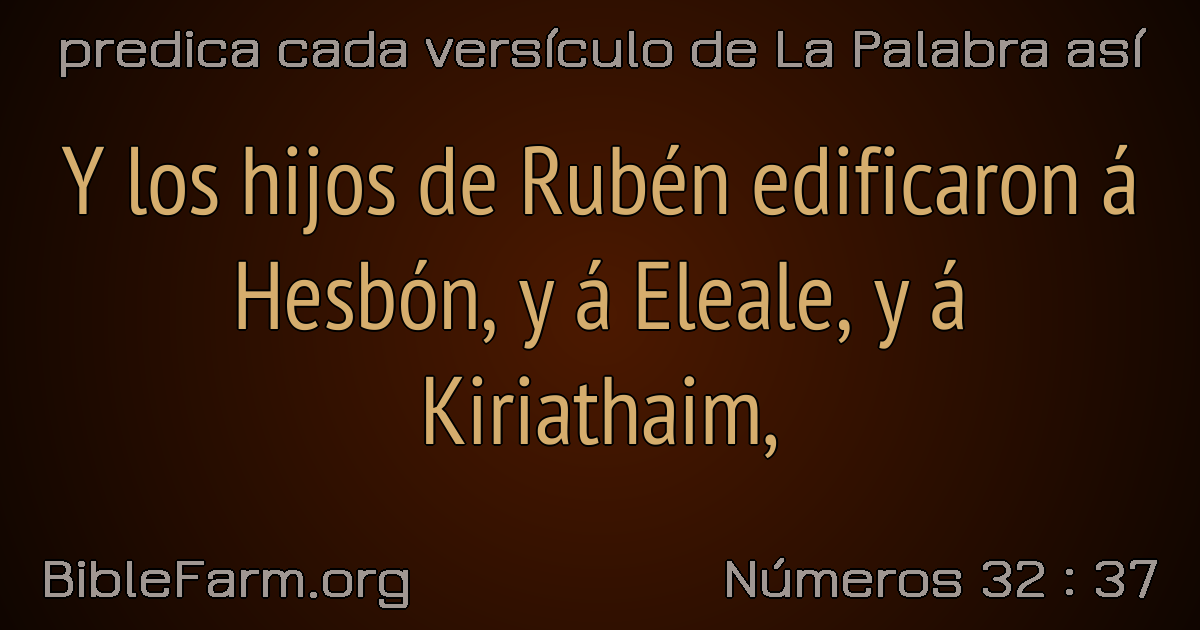 predica cada versículo de La Palabra así
Y los hijos de Rubén edificaron á
Hesbón, y á Eleale, y á
Kiriathaim,
BibleFarm.org
Números 32 : 37